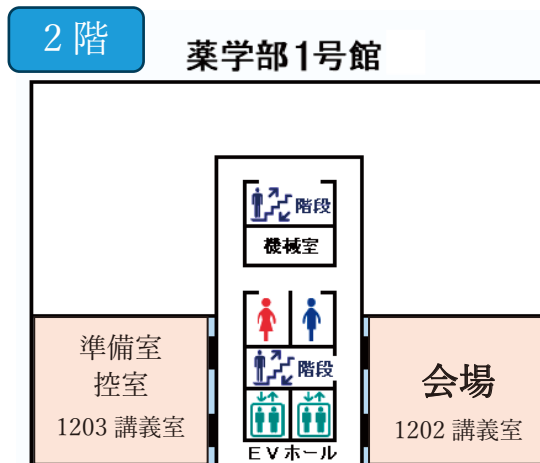 2 階
薬学部1号館
階段
機械室
階段
準備室
控室
1203 講義室
会場
1202 講義室
EVホール